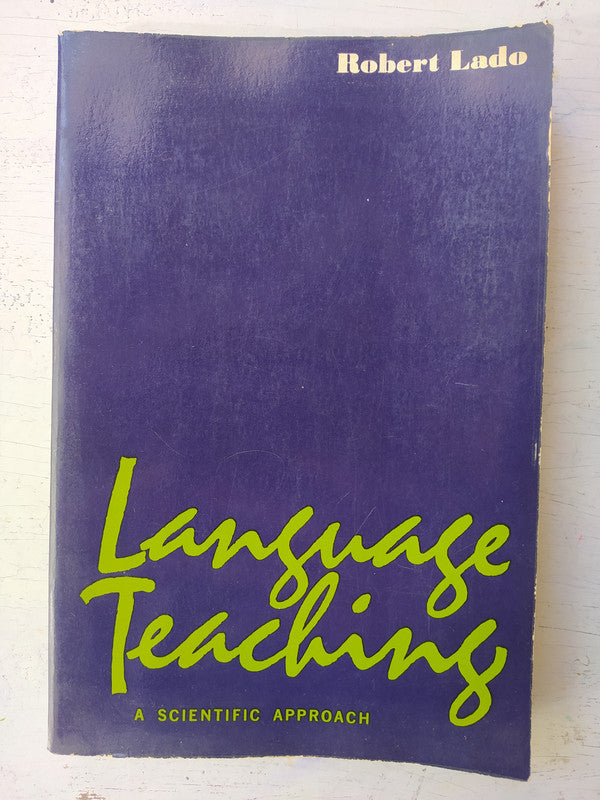 Robert Lado
Language
Teaching
A SCIENTIFIC APPROACH